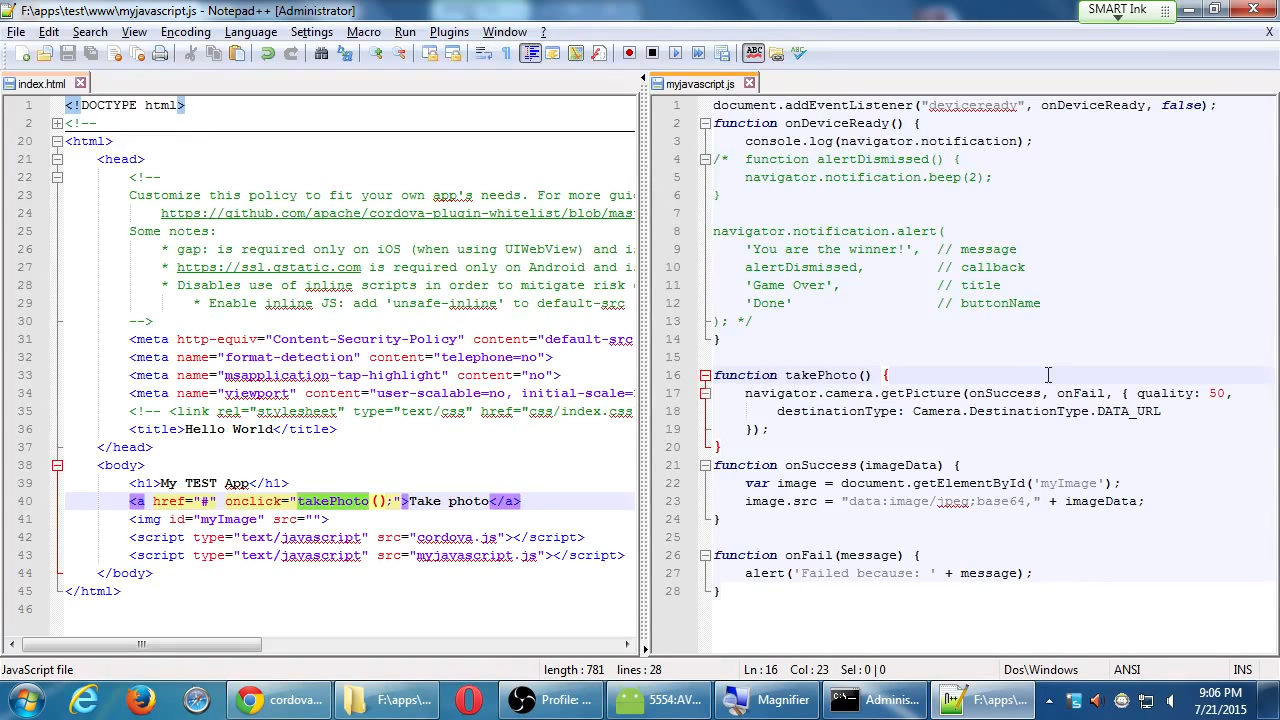 F:\apps\test\www\myjavascript.js - Notepad++ [Administrator]
SMART Ink
File Edit Search View Encoding Language Settings Macro Run Plugins Window ? X
ABC ABC
index.html
myjavascript.js
1 <!DOCTYPE html>
2 <!--
20 <html>
21 <head>
22 <!--
23 Customize this policy to fit your own app's needs. For more guid
24 https://github.com/apache/cordova-plugin-whitelist/blob/mas
25 Some notes:
26 * gap: is required only on iOS (when using UIWebView) and i
27 * https://ssl.gstatic.com is required only on Android and i
28 * Disables use of inline scripts in order to mitigate risk
29 * Enable inline JS: add 'unsafe-inline' to default-src
30 -->
31 <meta http-equiv="Content-Security-Policy" content="default-src
32 <meta name="format-detection" content="telephone=no">
33 <meta name="msapplication-tap-highlight" content="no">
34 <meta name="viewport" content="user-scalable=no, initial-scale=
35 <!-- <link rel="stylesheet" type="text/css" href="css/index.css
36 <title>Hello World</title>
37 </head>
38 <body>
39 <h1>My TEST App</h1>
40 <a href="#" onclick="takePhoto();">Take photo</a>
41 <img id="myImage" src="">
42 <script type="text/javascript" src="cordova.js"></script>
43 <script type="text/javascript" src="myjavascript.js"></script>
44 </body>
45 </html>
46
1 document.addEventListener("deviceready", onDeviceReady, false);
2 function onDeviceReady() {
3 console.log(navigator.notification);
4 /* function alertDismissed() {
5 navigator.notification.beep(2);
6 }
7
8 navigator.notification.alert(
9 'You are the winner!', // message
10 alertDismissed, // callback
11 'Game Over', // title
12 'Done' // buttonName
13 ); */
14 }
15
16 function takePhoto() {
17 navigator.camera.getPicture(onSuccess, onFail, { quality: 50,
18 destinationType: Camera.DestinationType.DATA_URL
19 });
20 }
21 function onSuccess(imageData) {
22 var image = document.getElementById('myImage');
23 image.src = "data:image/jpeg;base64," + imageData;
24 }
25
26 function onFail(message) {
27 alert('Failed because: ' + message);
28 }
JavaScript file length : 781 lines : 28 Ln : 16 Col : 23 Sel : 0 | 0 Dos\Windows ANSI INS
cordova... F:\apps\... Profile: ... 5554:AV... Magnifier Adminis... F:\apps\...
9:06 PM
7/21/2015